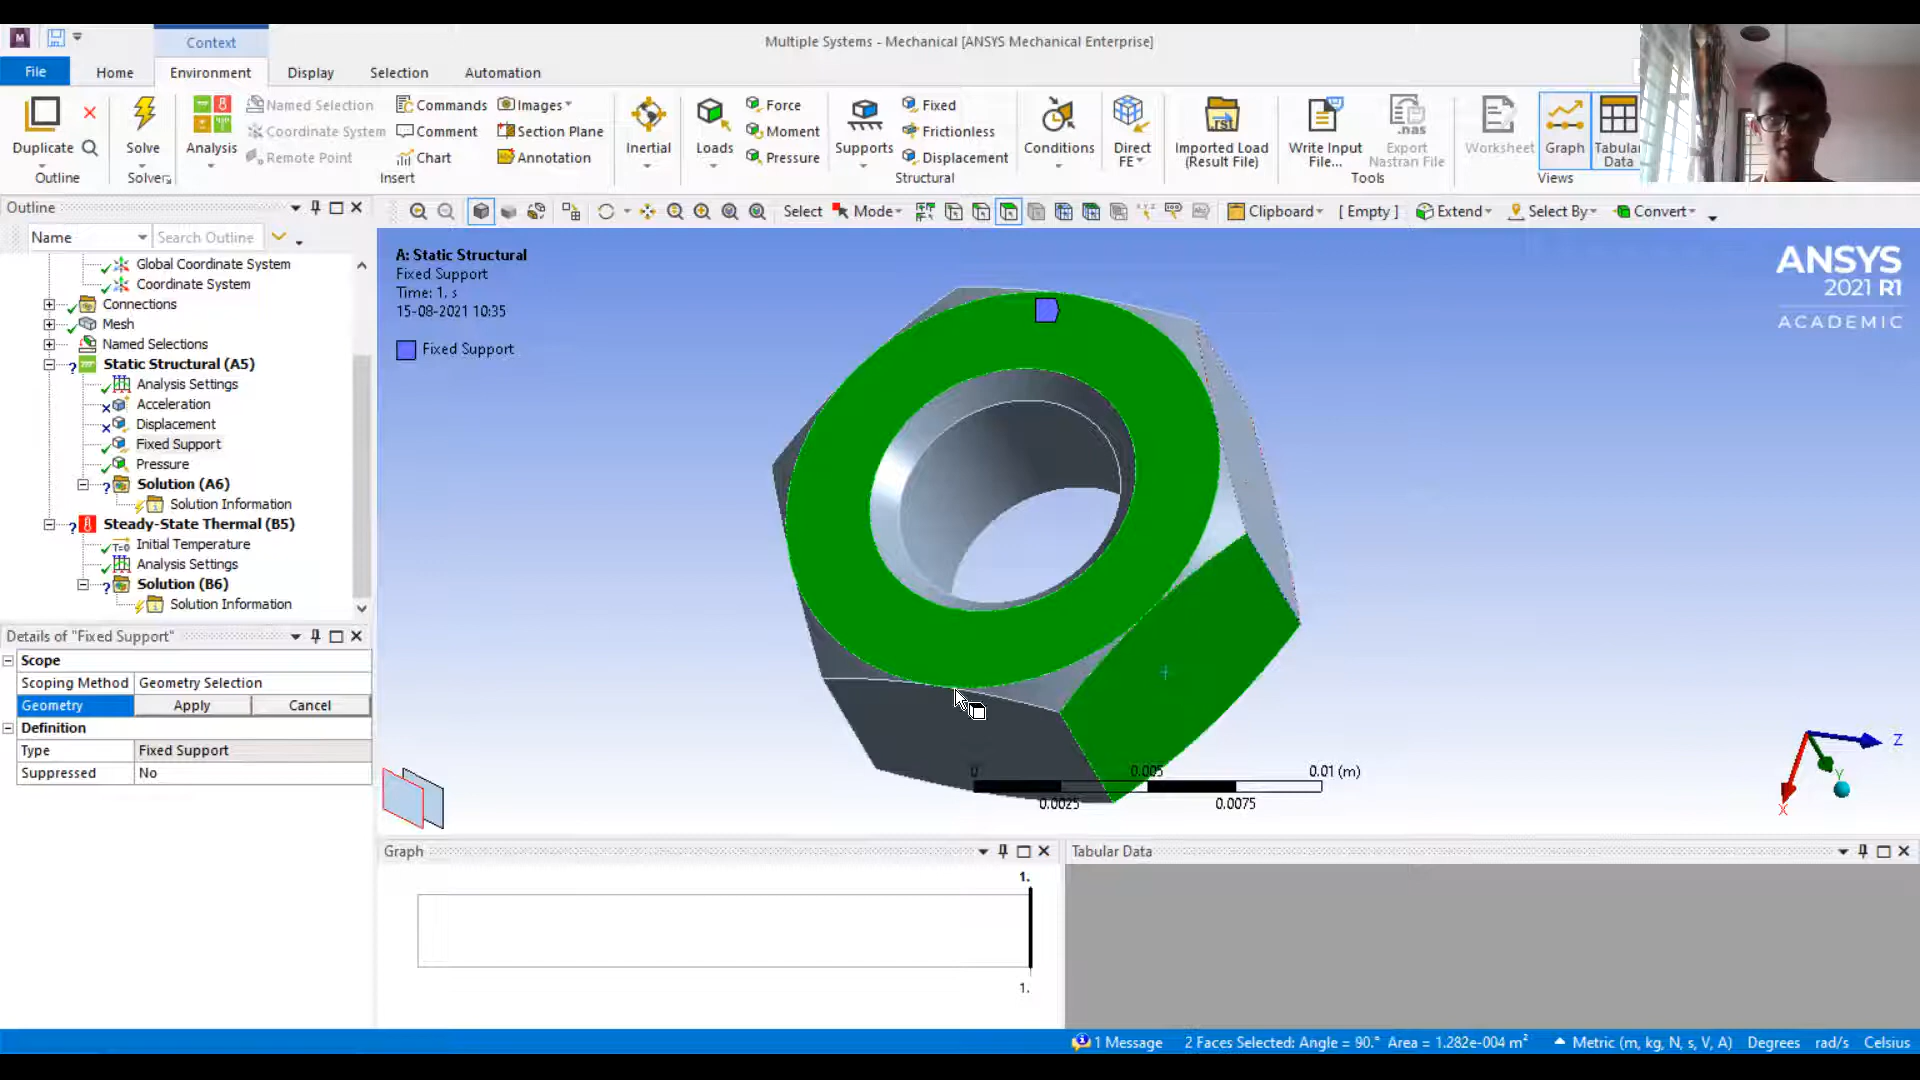 M
Context
Multiple Systems - Mechanical [ANSYS Mechanical Enterprise]
File
Home
Environment
Display
Selection
Automation
Duplicate
Outline
Solve
Solver
Analysis
Named Selection
Coordinate System
Remote Point
Commands
Comment
Chart
Images
Section Plane
Annotation
Insert
Inertial
Loads
Force
Moment
Pressure
Supports
Fixed
Frictionless
Displacement
Structural
Conditions
Direct
FE
Imported Load
(Result File)
Write Input
File...
Export
Nastran File
Tools
Worksheet
Graph
Tabular
Data
Views
Outline
Select
Mode
Clipboard
[ Empty ]
Extend
Select By
Convert
Name
Search Outline
Global Coordinate System
Coordinate System
Connections
Mesh
Named Selections
Static Structural (A5)
Analysis Settings
Acceleration
Displacement
Fixed Support
Pressure
Solution (A6)
Solution Information
Steady-State Thermal (B5)
Initial Temperature
Analysis Settings
Solution (B6)
Solution Information
Details of "Fixed Support"
Scope
Scoping Method
Geometry Selection
Geometry
Apply
Cancel
Definition
Type
Fixed Support
Suppressed
No
A: Static Structural
Fixed Support
Time: 1. s
15-08-2021 10:35
Fixed Support
ANSYS
2021 R1
ACADEMIC
0
0.005
0.01 (m)
0.0025
0.0075
Z
Y
X
Graph
1.
1.
Tabular Data
1 Message
2 Faces Selected: Angle = 90.° Area = 1.282e-004 m²
Metric (m, kg, N, s, V, A)
Degrees
rad/s
Celsius